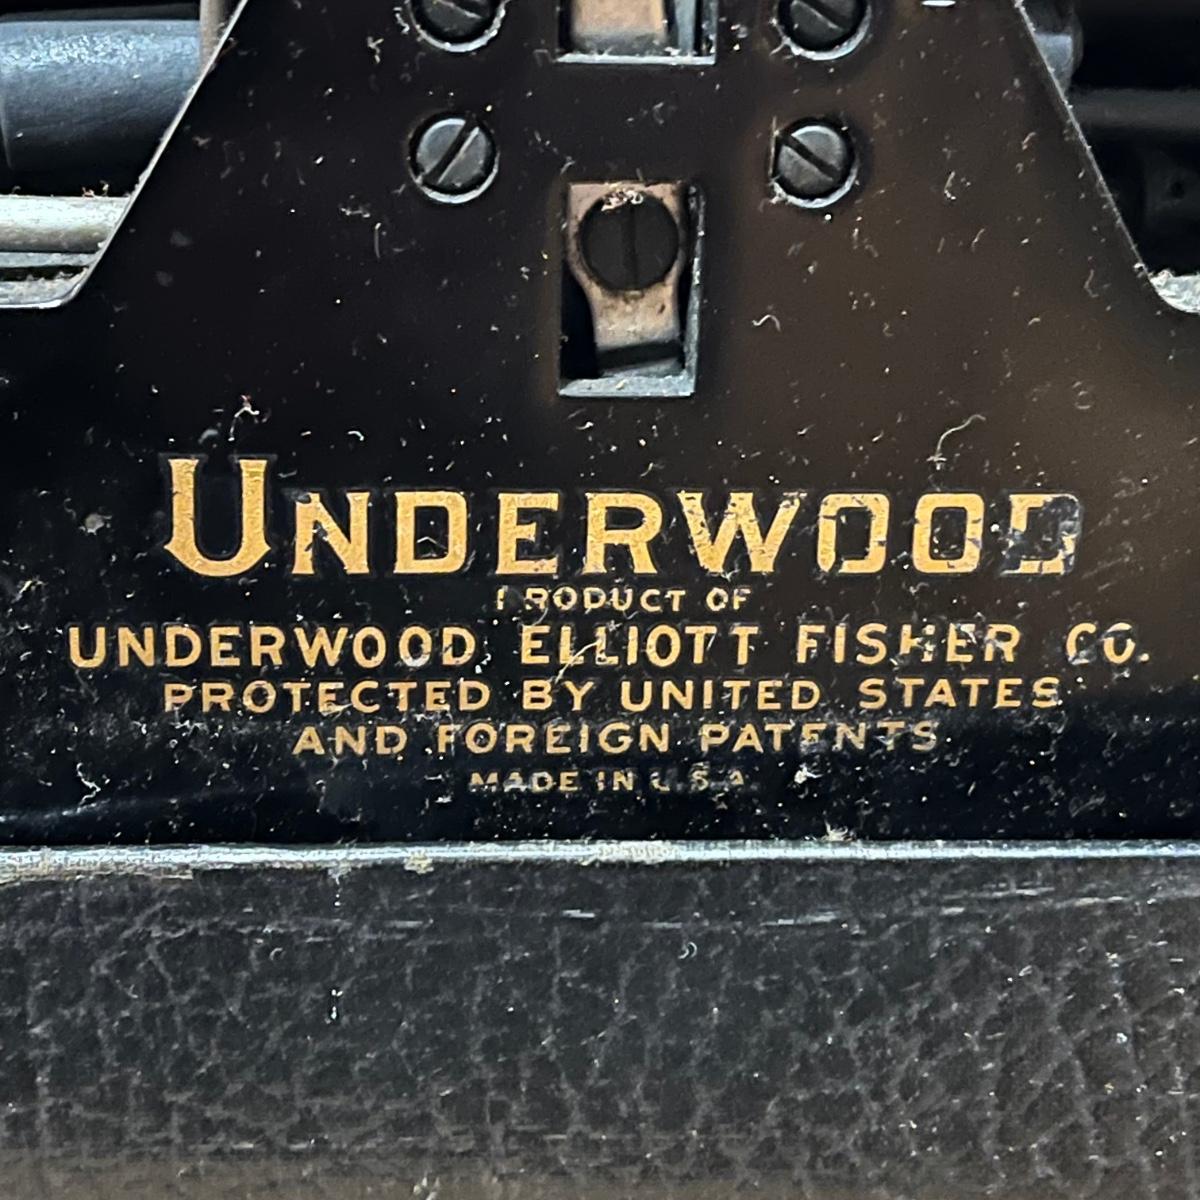 UNDERWOOD
PRODUCT OF
UNDERWOOD ELLIOTT FISHER CO.
PROTECTED BY UNITED STATES
AND FOREIGN PATENTS
MADE IN U.S.A.